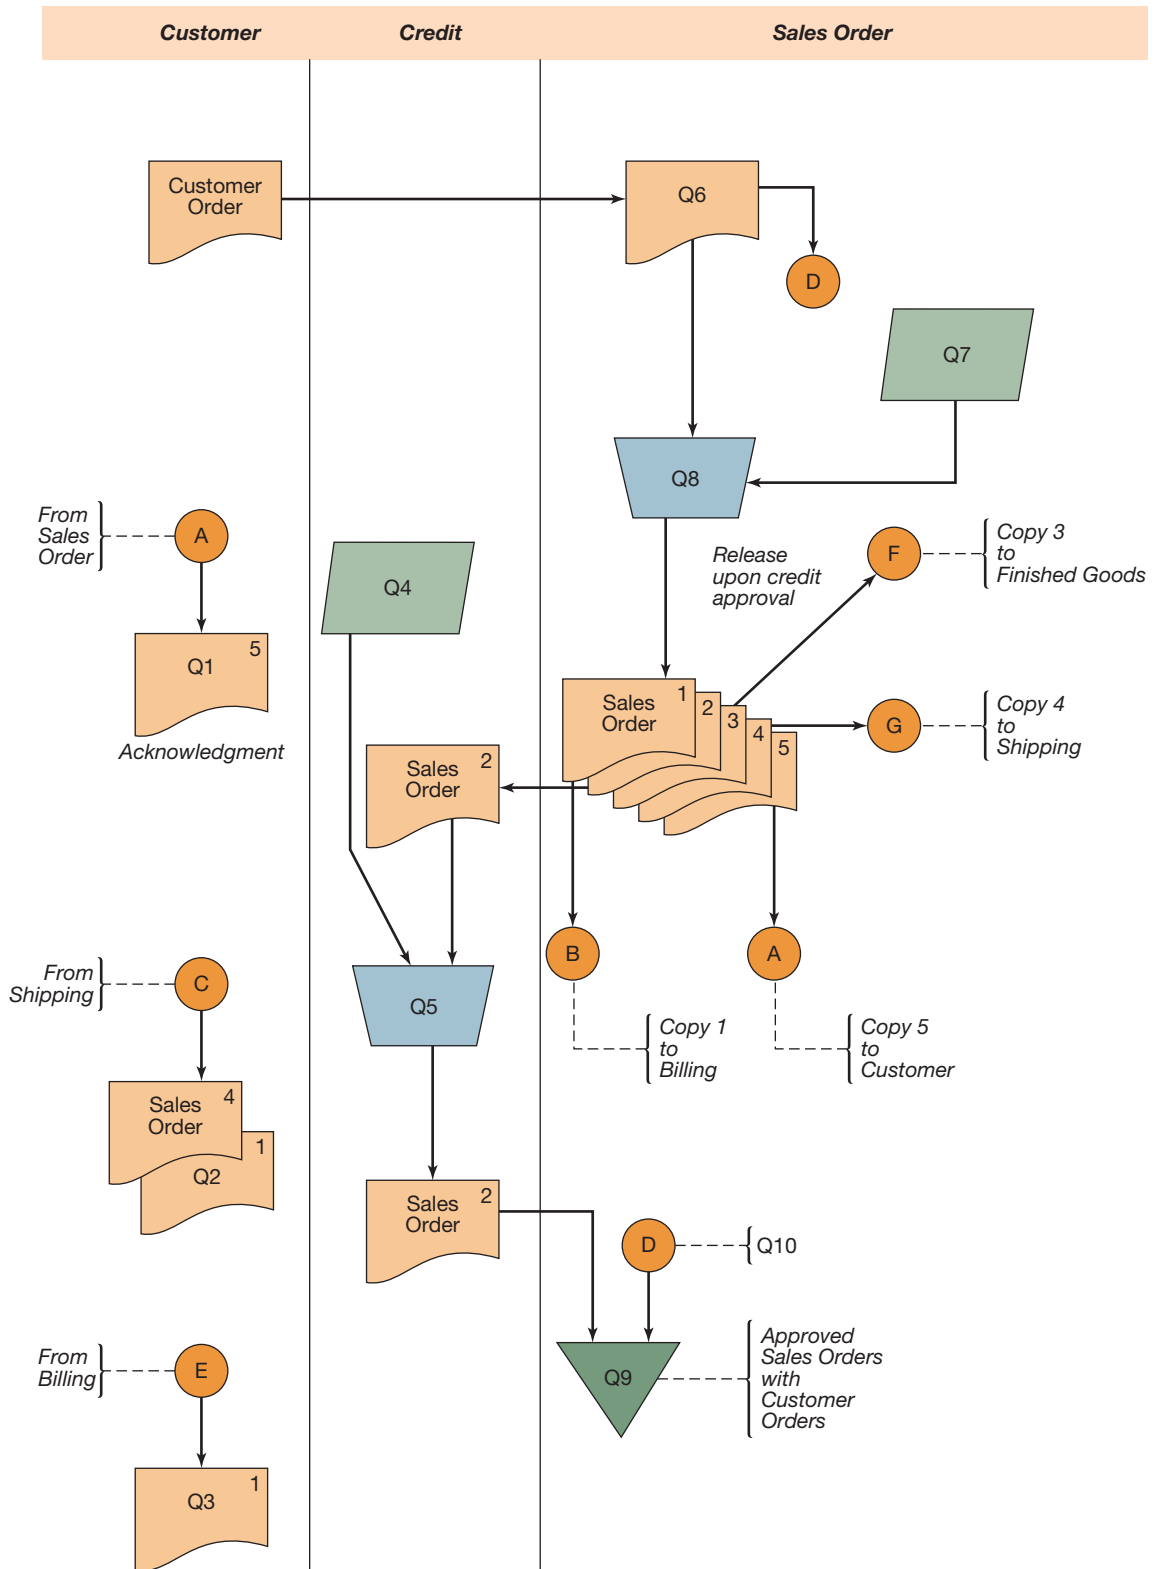 Customer
Credit
Sales Order
Customer
Order
Q6
D
Q7
Q8
From
Sales
Order
A
Q1
5
Acknowledgment
Q4
Release
upon credit
approval
F
Copy 3
to
Finished Goods
Sales
Order
1
2
3
4
5
G
Copy 4
to
Shipping
Sales
Order
2
B
Copy 1
to
Billing
A
Copy 5
to
Customer
From
Shipping
C
Q5
Sales
Order
4
Q2
1
Sales
Order
2
D
Q10
Q9
Approved
Sales Orders
with
Customer
Orders
From
Billing
E
Q3
1